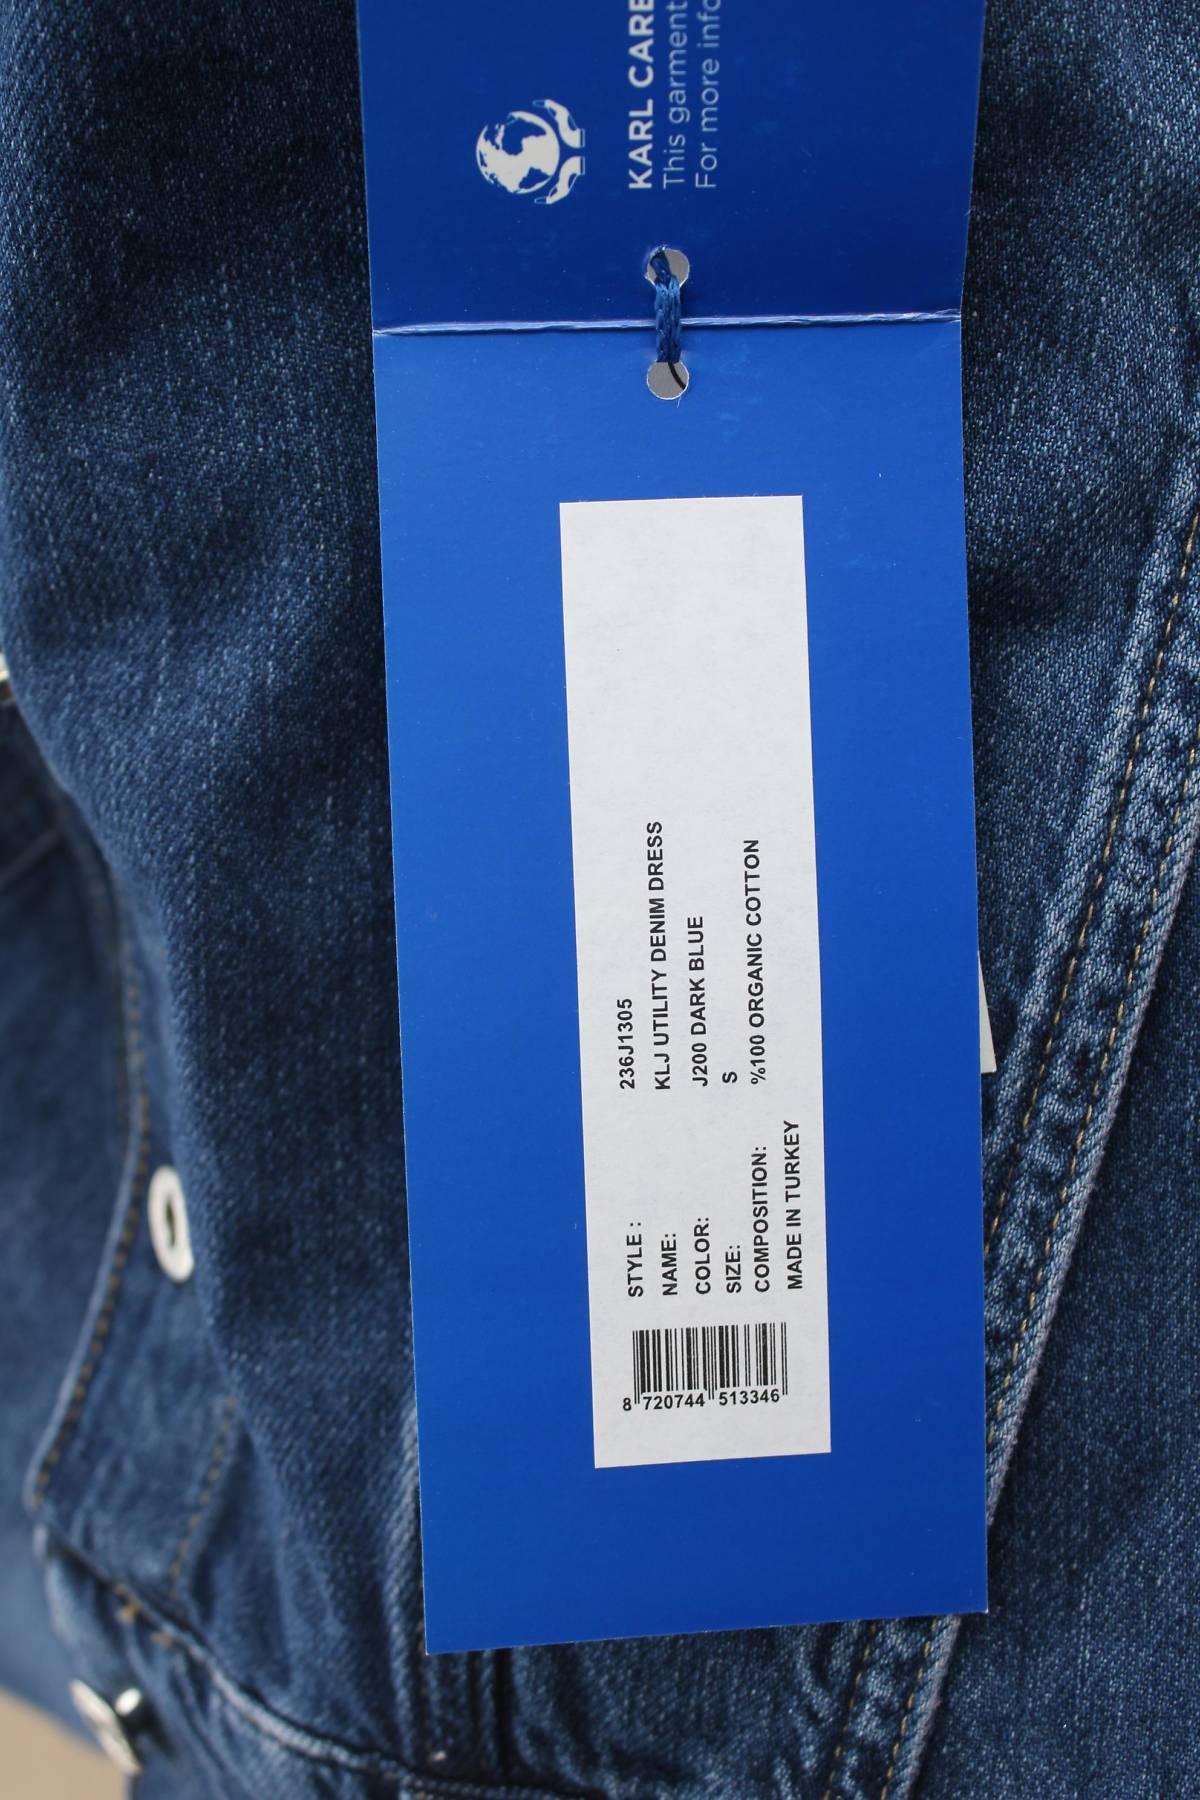 KARL CARE
This garment
For more info
STYLE : 236J1305
NAME: KLJ UTILITY DENIM DRESS
COLOR: J200 DARK BLUE
SIZE: S
COMPOSITION: %100 ORGANIC COTTON
MADE IN TURKEY
8 720744 513346